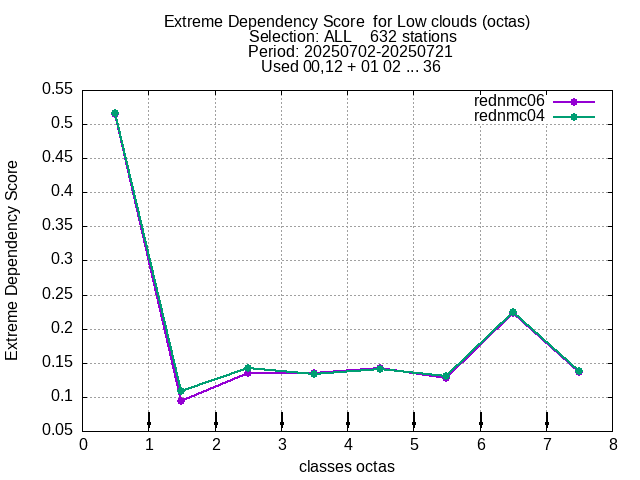 Extreme Dependency Score  for Low clouds (octas)
Selection: ALL    632 stations
Period: 20250702-20250721
Used 00,12 + 01 02 ... 36
rednmc06
rednmc04
Extreme Dependency Score
0.55
0.5
0.45
0.4
0.35
0.3
0.25
0.2
0.15
0.1
0.05
0 1 2 3 4 5 6 7 8
classes octas